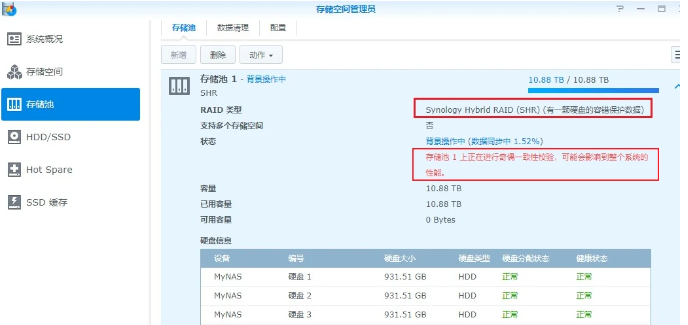 存储空间管理员
系统概况
存储空间
存储池
HDD/SSD
Hot Spare
SSD 缓存
存储池 数据清理 配置
新增 删除 动作
存储池 1 - 背景操作中 10.88 TB / 10.88 TB
SHR
RAID 类型 Synology Hybrid RAID (SHR) (有一颗硬盘的容错保护数据)
支持多个存储空间 否
状态 背景操作中 (数据同步中 1.52%)
存储池 1 上正在进行奇偶一致性校验，可能会影响到整个系统的
性能。
容量 10.88 TB
已用容量 10.88 TB
可用容量 0 Bytes
硬盘信息
设备 编号 硬盘大小 硬盘类型 硬盘分配状态 健康状态
MyNAS 硬盘 1 931.51 GB HDD 正常 正常
MyNAS 硬盘 2 931.51 GB HDD 正常 正常
MyNAS 硬盘 3 931.51 GB HDD 正常 正常